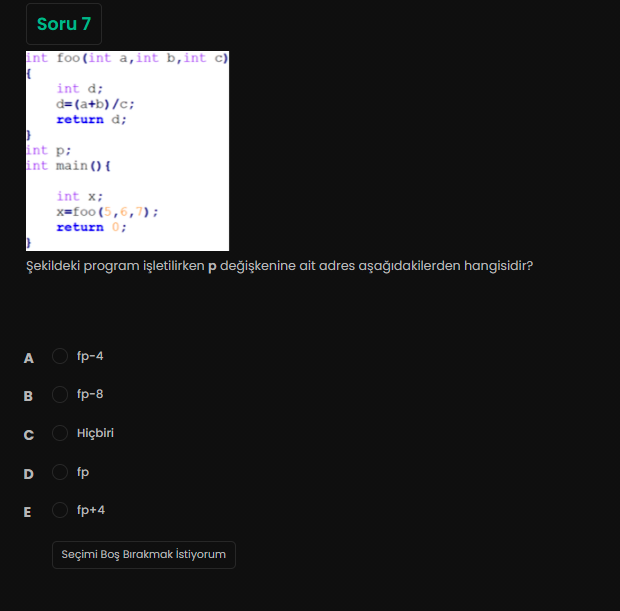 Soru 7
int foo(int a,int b,int c)
{
int d;
d=(a+b)/c;
return d;
}
int p;
int main(){
int x;
x=foo(5,6,7);
return 0;
}
Şekildeki program işletilirken p değişkenine ait adres aşağıdakilerden hangisidir?
A fp-4
B fp-8
C Hiçbiri
D fp
E fp+4
Seçimi Boş Bırakmak İstiyorum